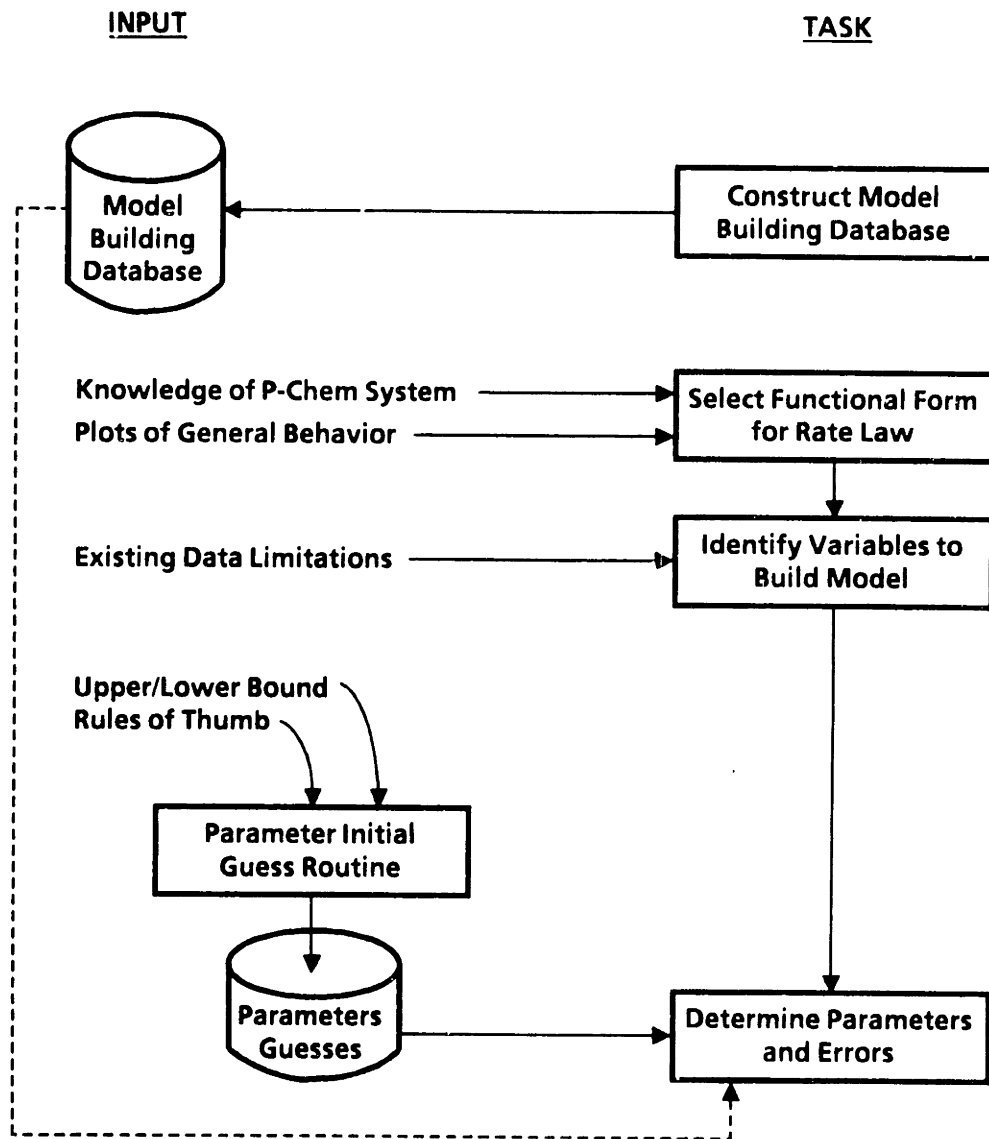 INPUT
TASK
Model
Building
Database
Construct Model
Building Database
Knowledge of P-Chem System
Plots of General Behavior
Select Functional Form
for Rate Law
Existing Data Limitations
Identify Variables to
Build Model
Upper/Lower Bound
Rules of Thumb
Parameter Initial
Guess Routine
Parameters
Guesses
Determine Parameters
and Errors